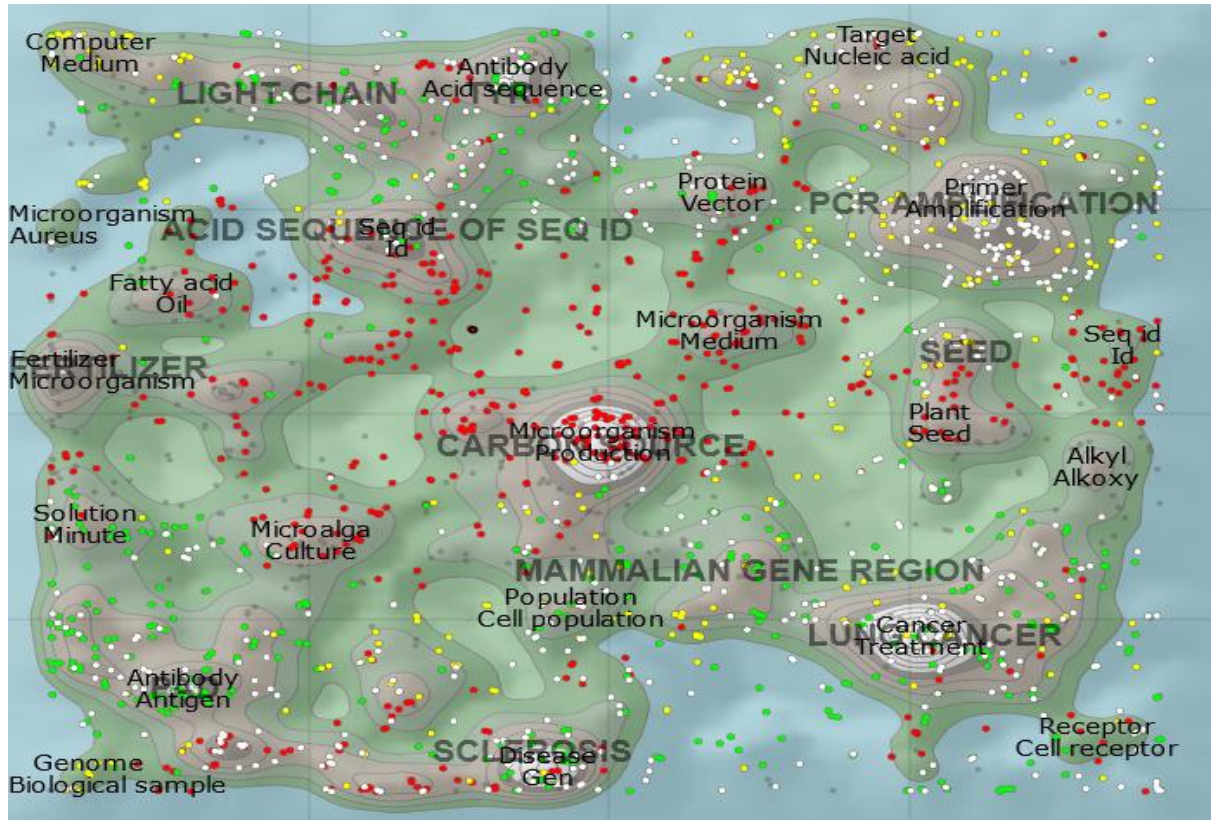 Computer
Medium
LIGHT CHAIN
Antibody
Acid sequence
Target
Nucleic acid
Protein
Vector
PCR AMPLIFICATION
Primer
Amplification
Microorganism
Aureus
ACID SEQUENCE OF SEQ ID
Seq id
Id
Fatty acid
Oil
Microorganism
Medium
Seq id
Id
FERTILIZER
Fertilizer
Microorganism
SEED
Plant
Seed
CARBON SOURCE
Microorganism
Production
Alkyl
Alkoxy
Solution
Minute
Microalga
Culture
MAMMALIAN GENE REGION
Population
Cell population
LUNG CANCER
Cancer
Treatment
Antibody
Antigen
Receptor
Cell receptor
SCLEROSIS
Disease
Gen
Genome
Biological sample